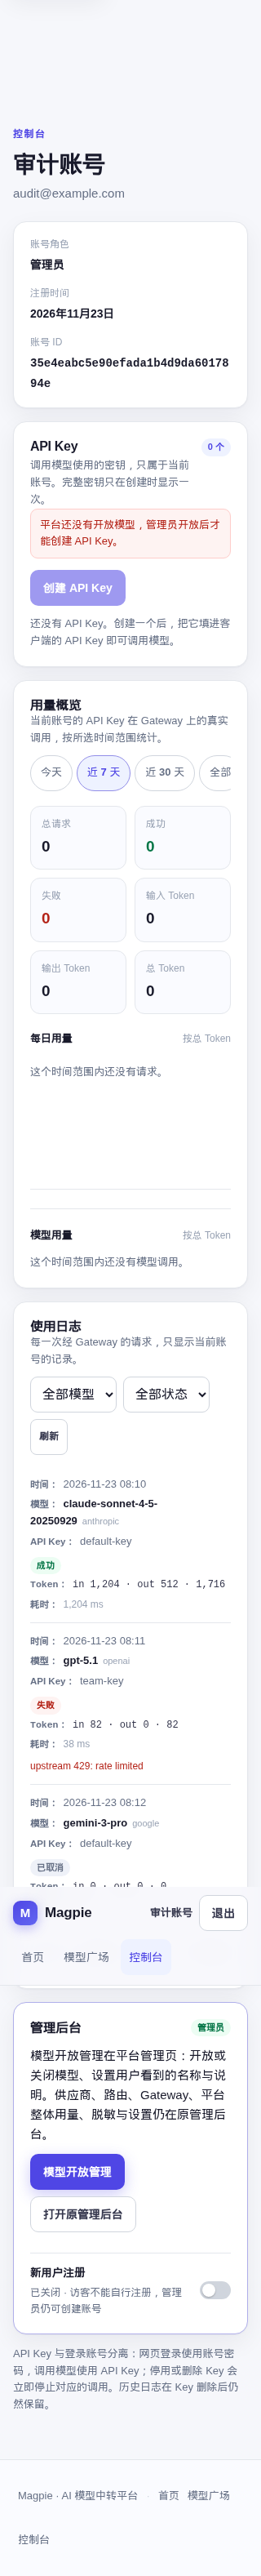 控制台
审计账号
audit@example.com
账号角色
管理员
注册时间
2026年11月23日
账号 ID
35e4eabc5e90efada1b4d9da60178
94e
API Key
0 个
调用模型使用的密钥，只属于当前
账号。完整密钥只在创建时显示一
次。
平台还没有开放模型，管理员开放后才
能创建 API Key。
创建 API Key
还没有 API Key。创建一个后，把它填进客
户端的 API Key 即可调用模型。
用量概览
当前账号的 API Key 在 Gateway 上的真实
调用，按所选时间范围统计。
今天
近 7 天
近 30 天
全部
总请求
成功
0
0
失败
输入 Token
0
0
输出 Token
总 Token
0
0
每日用量
按总 Token
这个时间范围内还没有请求。
模型用量
按总 Token
这个时间范围内还没有模型调用。
使用日志
每一次经 Gateway 的请求，只显示当前账
号的记录。
全部模型
全部状态
刷新
时间： 2026-11-23 08:10
模型： claude-sonnet-4-5-
20250929 anthropic
API Key： default-key
成功
Token： in 1,204 · out 512 · 1,716
耗时： 1,204 ms
时间： 2026-11-23 08:11
模型： gpt-5.1 openai
API Key： team-key
失败
Token： in 82 · out 0 · 82
耗时： 38 ms
upstream 429: rate limited
时间： 2026-11-23 08:12
模型： gemini-3-pro google
API Key： default-key
已取消
Token： in 0 · out 0 · 0
M
Magpie
审计账号
退出
首页
模型广场
控制台
管理后台
管理员
模型开放管理在平台管理页：开放或
关闭模型、设置用户看到的名称与说
明。供应商、路由、Gateway、平台
整体用量、脱敏与设置仍在原管理后
台。
模型开放管理
打开原管理后台
新用户注册
已关闭 · 访客不能自行注册，管理
员仍可创建账号
API Key 与登录账号分离：网页登录使用账号密
码，调用模型使用 API Key；停用或删除 Key 会
立即停止对应的调用。历史日志在 Key 删除后仍
然保留。
Magpie · AI 模型中转平台 · 首页 模型广场
控制台